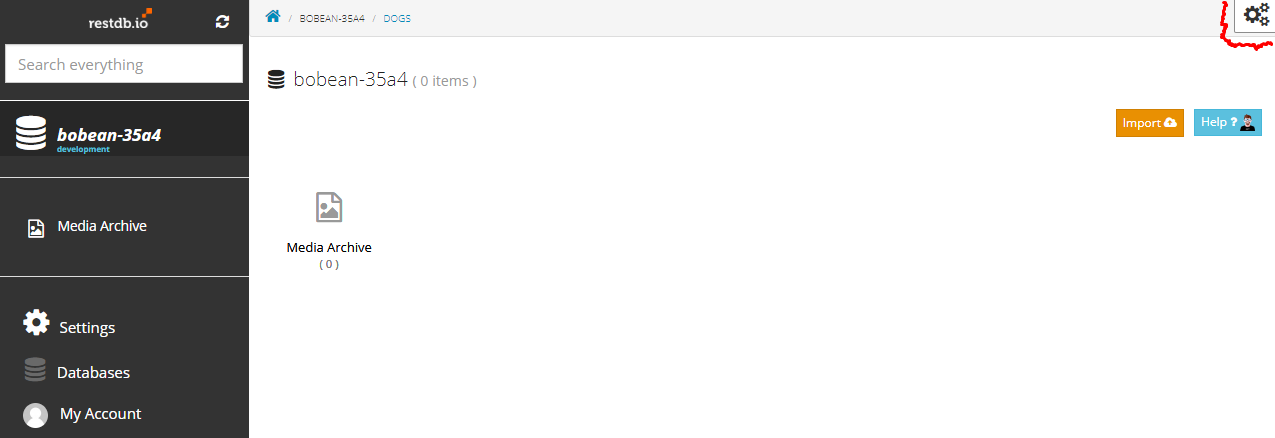 restdb.io
/ BOBEAN-35A4 / DOGS
Search everything
bobean-35a4 ( 0 items )
bobean-35a4
development
Import
Help ?
Media Archive
Media Archive
( 0 )
Settings
Databases
My Account